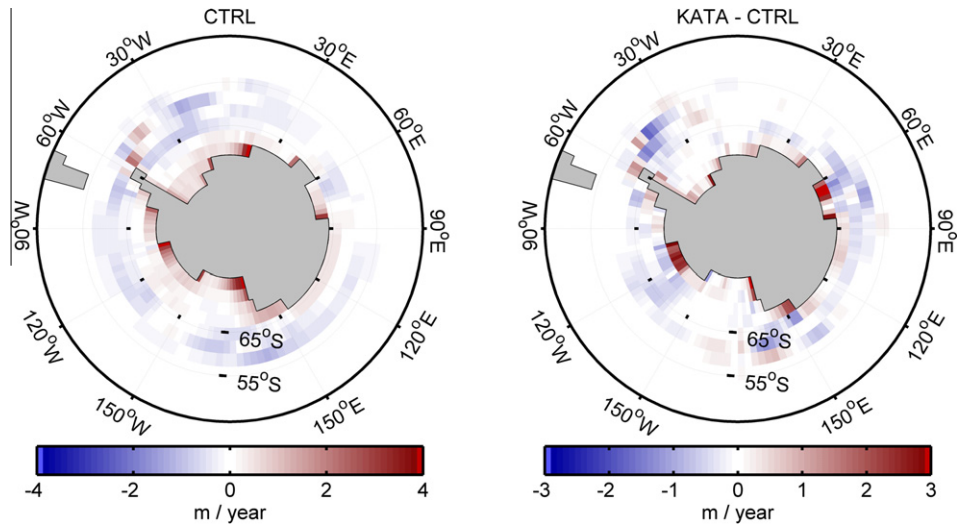 CTRL
KATA - CTRL
30°W
30°E
60°W
60°E
90°W
90°E
120°W
120°E
150°W
150°E
65°S
55°S
30°W
30°E
60°W
60°E
90°W
90°E
120°W
120°E
150°W
150°E
65°S
55°S
-4 -2 0 2 4
m / year
-3 -2 -1 0 1 2 3
m / year